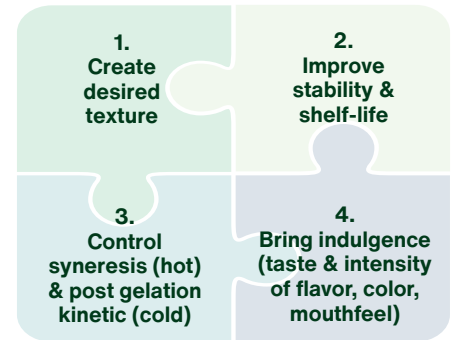 1.
Create
desired
texture
2.
Improve
stability &
shelf-life
3.
Control
syneresis (hot)
& post gelation
kinetic (cold)
4.
Bring indulgence
(taste & intensity
of flavor, color,
mouthfeel)